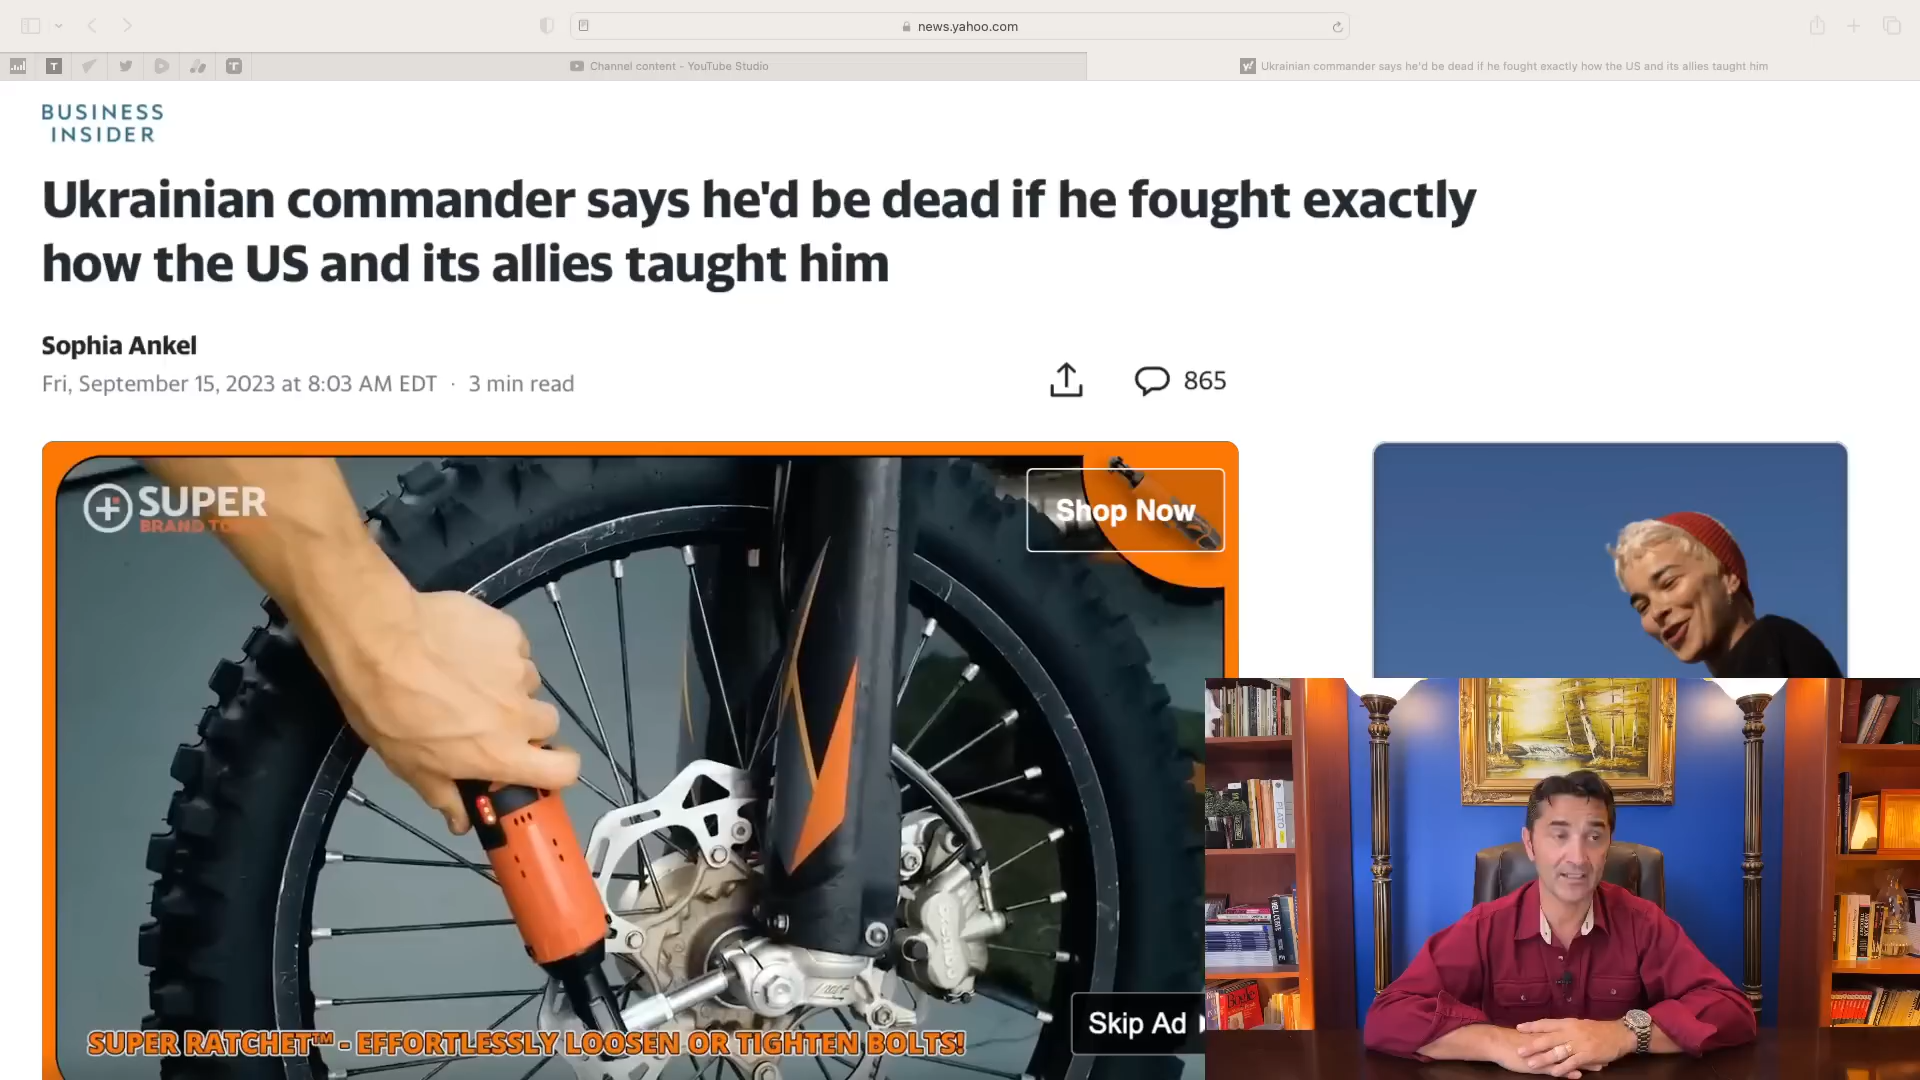 news.yahoo.com
Channel content - YouTube Studio
Ukrainian commander says he'd be dead if he fought exactly how the US and its allies taught him
BUSINESS
INSIDER
Ukrainian commander says he'd be dead if he fought exactly
how the US and its allies taught him
Sophia Ankel
Fri, September 15, 2023 at 8:03 AM EDT · 3 min read
865
SUPER
BRAND
Shop Now
Skip Ad
SUPER RATCHET™ - EFFORTLESSLY LOOSEN OR TIGHTEN BOLTS!
PLATO